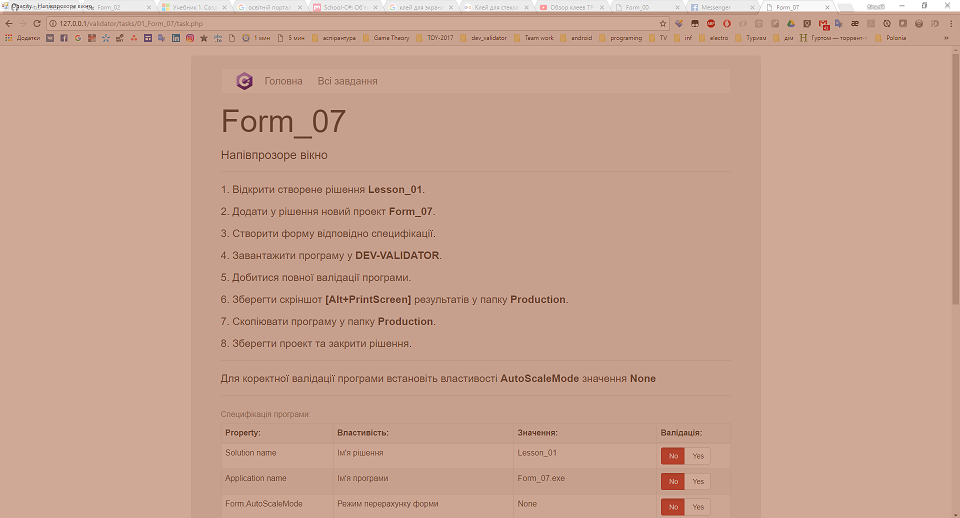 Opacity - Напівпрозоре вікно
Form_02
Учбник 1. Сап
освітній портал
School-Of! Об М
клей для экран
Клей для стекл
Обзор клеев ТР
Form_00
Messenger
Form_07
127.0.0.1/validator/tasks/01_Form_07/task.php
Додатки
1 мин
5 мин
аспірантура
Game Theory
TOY-2017
dev_validator
Team work
android
programing
TV
inf
electro
Туризм
дім
Гуртом — торрент-т
Polonia
»
Головна
Всі завдання
Form_07
Напівпрозоре вікно
1. Відкрити створене рішення Lesson_01.
2. Додати у рішення новий проект Form_07.
3. Створити форму відповідно специфікації.
4. Завантажити програму у DEV-VALIDATOR.
5. Добитися повної валідації програми.
6. Зберегти скріншот [Alt+PrintScreen] результатів у папку Production.
7. Скопіювати програму у папку Production.
8. Зберегти проект та закрити рішення.
Для коректної валідації програми встановіть властивості AutoScaleMode значення None
Специфікація програми
Property: Властивість: Значення: Валідація:
Solution name Ім'я рішення Lesson_01 No Yes
Application name Ім'я програми Form_07.exe No Yes
Form:AutoScaleMode Режим перерахунку форми None No Yes